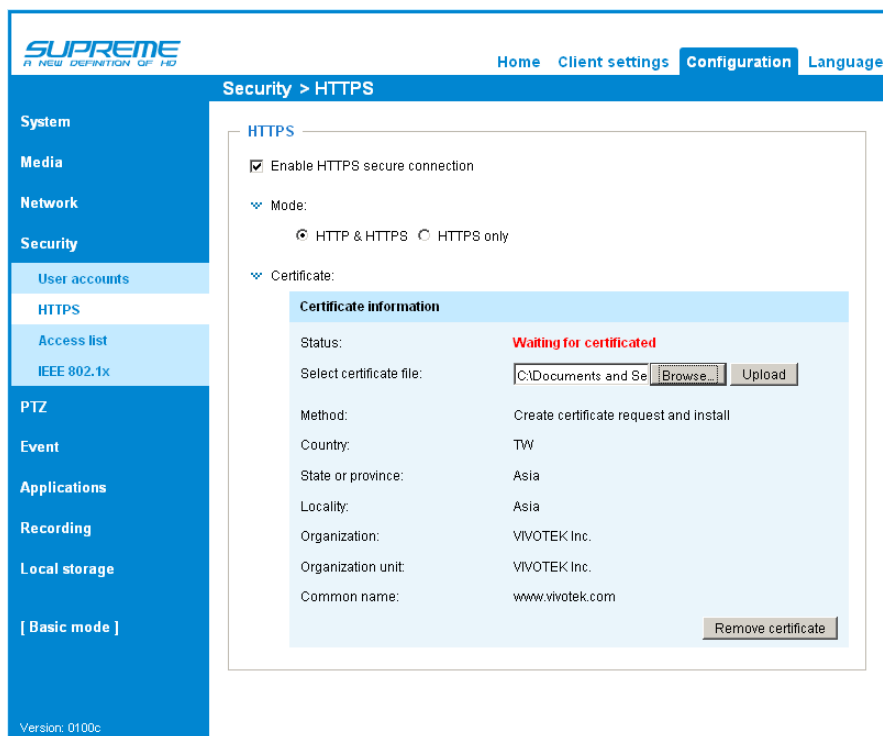 SUPREME
A NEW DEFINITION OF HD
Home Client settings Configuration Language
Security > HTTPS
System
Media
Network
Security
User accounts
HTTPS
Access list
IEEE 802.1x
PTZ
Event
Applications
Recording
Local storage
[ Basic mode ]
Version: 0100c
HTTPS
Enable HTTPS secure connection
Mode:
HTTP & HTTPS HTTPS only
Certificate:
Certificate information
Status: Waiting for certificated
Select certificate file: C:\Documents and Se Browse... Upload
Method: Create certificate request and install
Country: TW
State or province: Asia
Locality: Asia
Organization: VIVOTEK Inc.
Organization unit: VIVOTEK Inc.
Common name: www.vivotek.com
Remove certificate